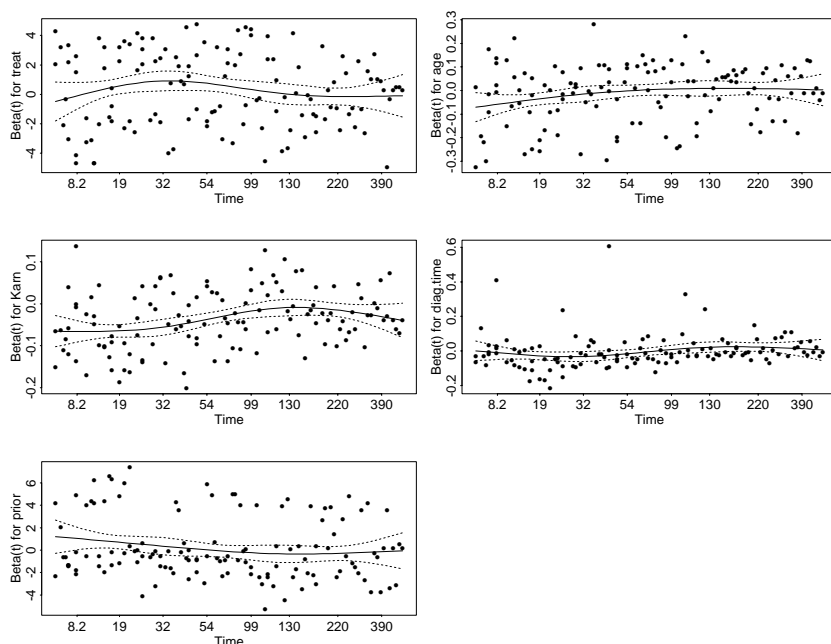 Beta(t) for treat
4
2
0
-2
-4
8.2 19 32 54 99 130 220 390
Time
Beta(t) for age
0.3
0.2
0.1
0.0
-0.1
-0.2
-0.3
8.2 19 32 54 99 130 220 390
Time
Beta(t) for Karn
0.1
0.0
-0.1
-0.2
8.2 19 32 54 99 130 220 390
Time
Beta(t) for diag.time
0.6
0.4
0.2
0.0
-0.2
8.2 19 32 54 99 130 220 390
Time
Beta(t) for prior
6
4
2
0
-2
-4
8.2 19 32 54 99 130 220 390
Time